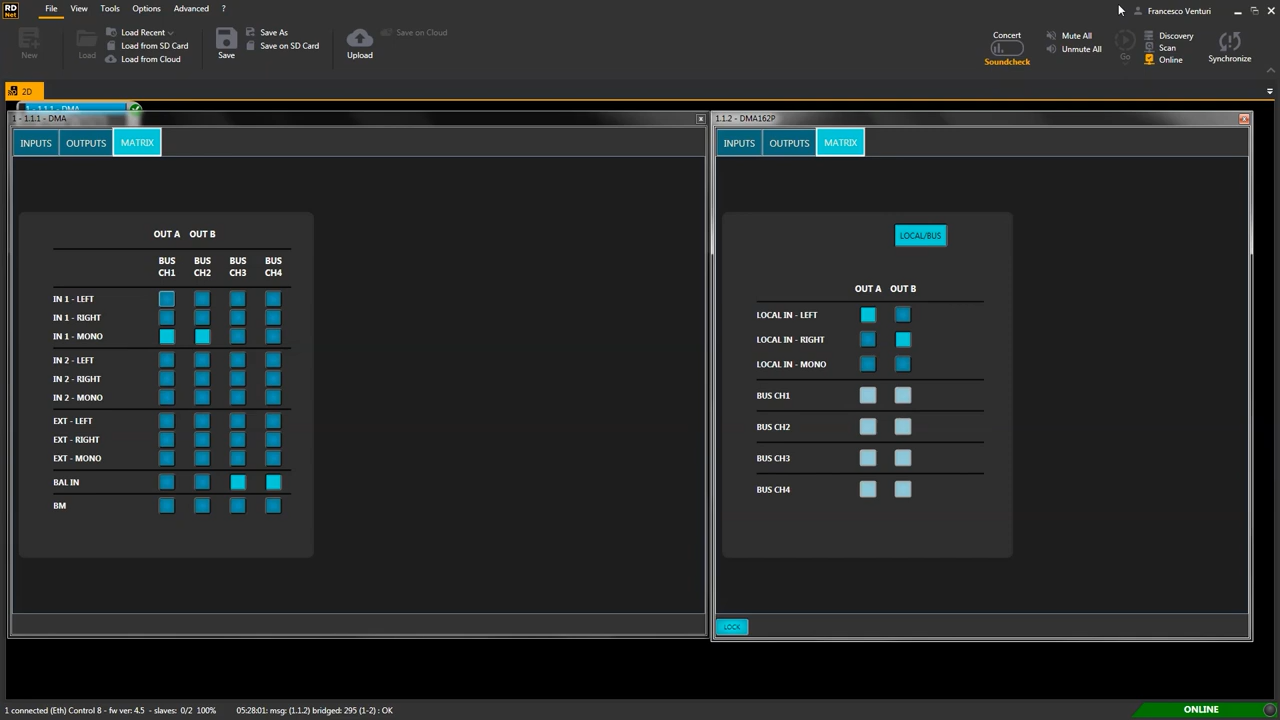 RD
Net
File View Tools Options Advanced ?
Francesco Venturi
New
Load
Load Recent
Load from SD Card
Load from Cloud
Save
Save As
Save on SD Card
Upload
Save on Cloud
Concert
Soundcheck
Mute All
Unmute All
Go
Discovery
Scan
Online
Synchronize
2D
1 - 1.1.1 - DMA
1 - 1.1.1 - DMA
INPUTS OUTPUTS MATRIX
OUT A OUT B
BUS CH1 BUS CH2 BUS CH3 BUS CH4
IN 1 - LEFT
IN 1 - RIGHT
IN 1 - MONO
IN 2 - LEFT
IN 2 - RIGHT
IN 2 - MONO
EXT - LEFT
EXT - RIGHT
EXT - MONO
BAL IN
BM
1.1.2 - DMA162P
INPUTS OUTPUTS MATRIX
LOCAL/BUS
OUT A OUT B
LOCAL IN - LEFT
LOCAL IN - RIGHT
LOCAL IN - MONO
BUS CH1
BUS CH2
BUS CH3
BUS CH4
LOCK
1 connected (Eth) Control 8 - fw ver: 4.5 - slaves: 0/2 100% 05:28:01: msg: (1.1.2) bridged: 295 (1-2) : OK
ONLINE